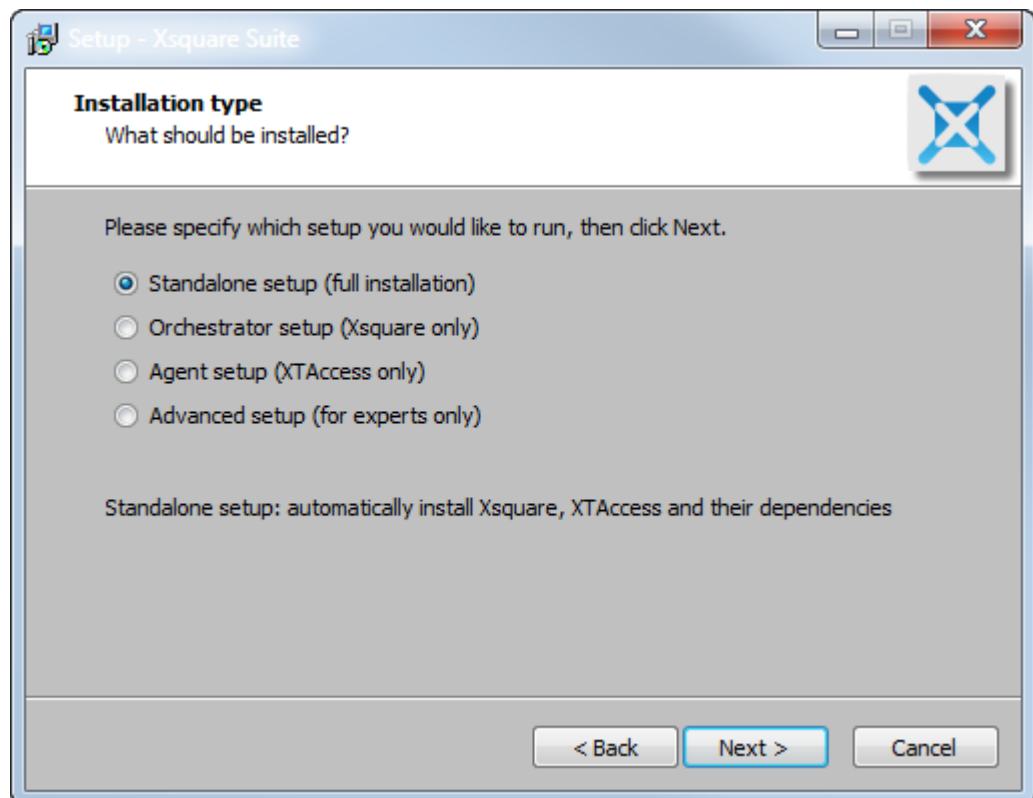 Setup - Xsquare Suite
Installation type
What should be installed?
Please specify which setup you would like to run, then click Next.
Standalone setup (full installation)
Orchestrator setup (Xsquare only)
Agent setup (XTAccess only)
Advanced setup (for experts only)
Standalone setup: automatically install Xsquare, XTAccess and their dependencies
< Back Next > Cancel